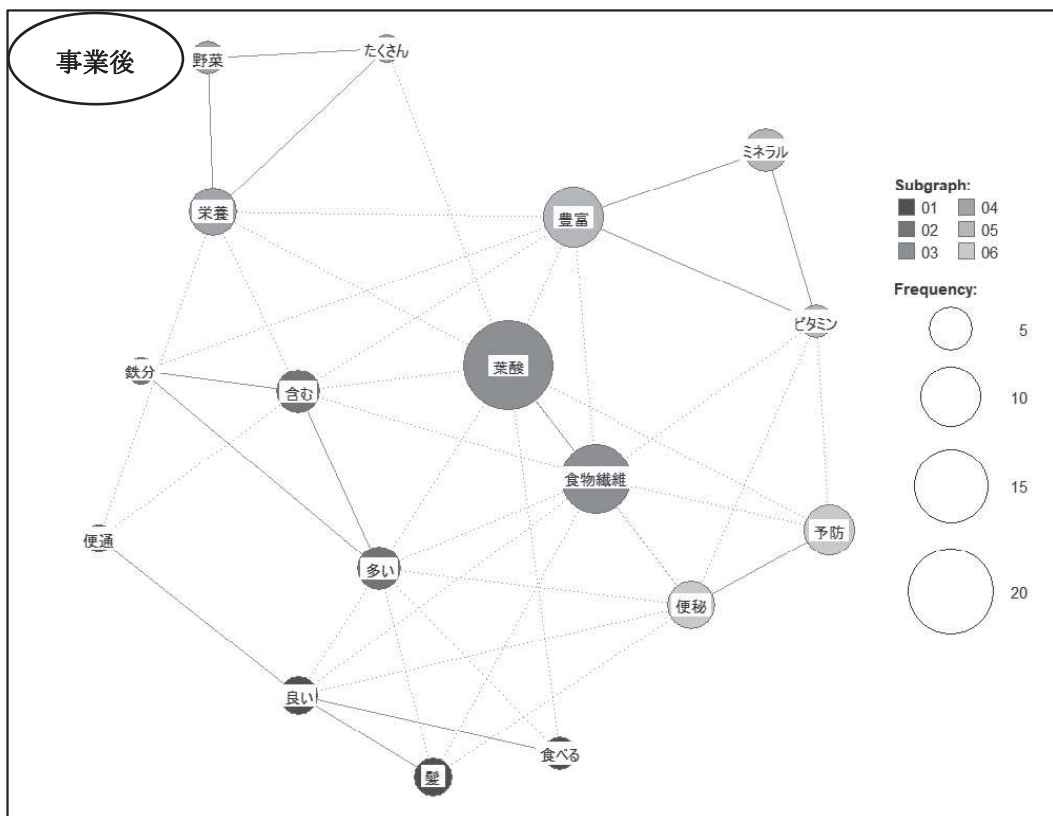 事業後
野菜
たくさん
ミネラル
栄養
豊富
ビタミン
鉄分
含む
葉酸
食物繊維
便通
多い
予防
便秘
良い
食べる
髪
Subgraph:
01 04
02 05
03 06
Frequency:
5
10
15
20